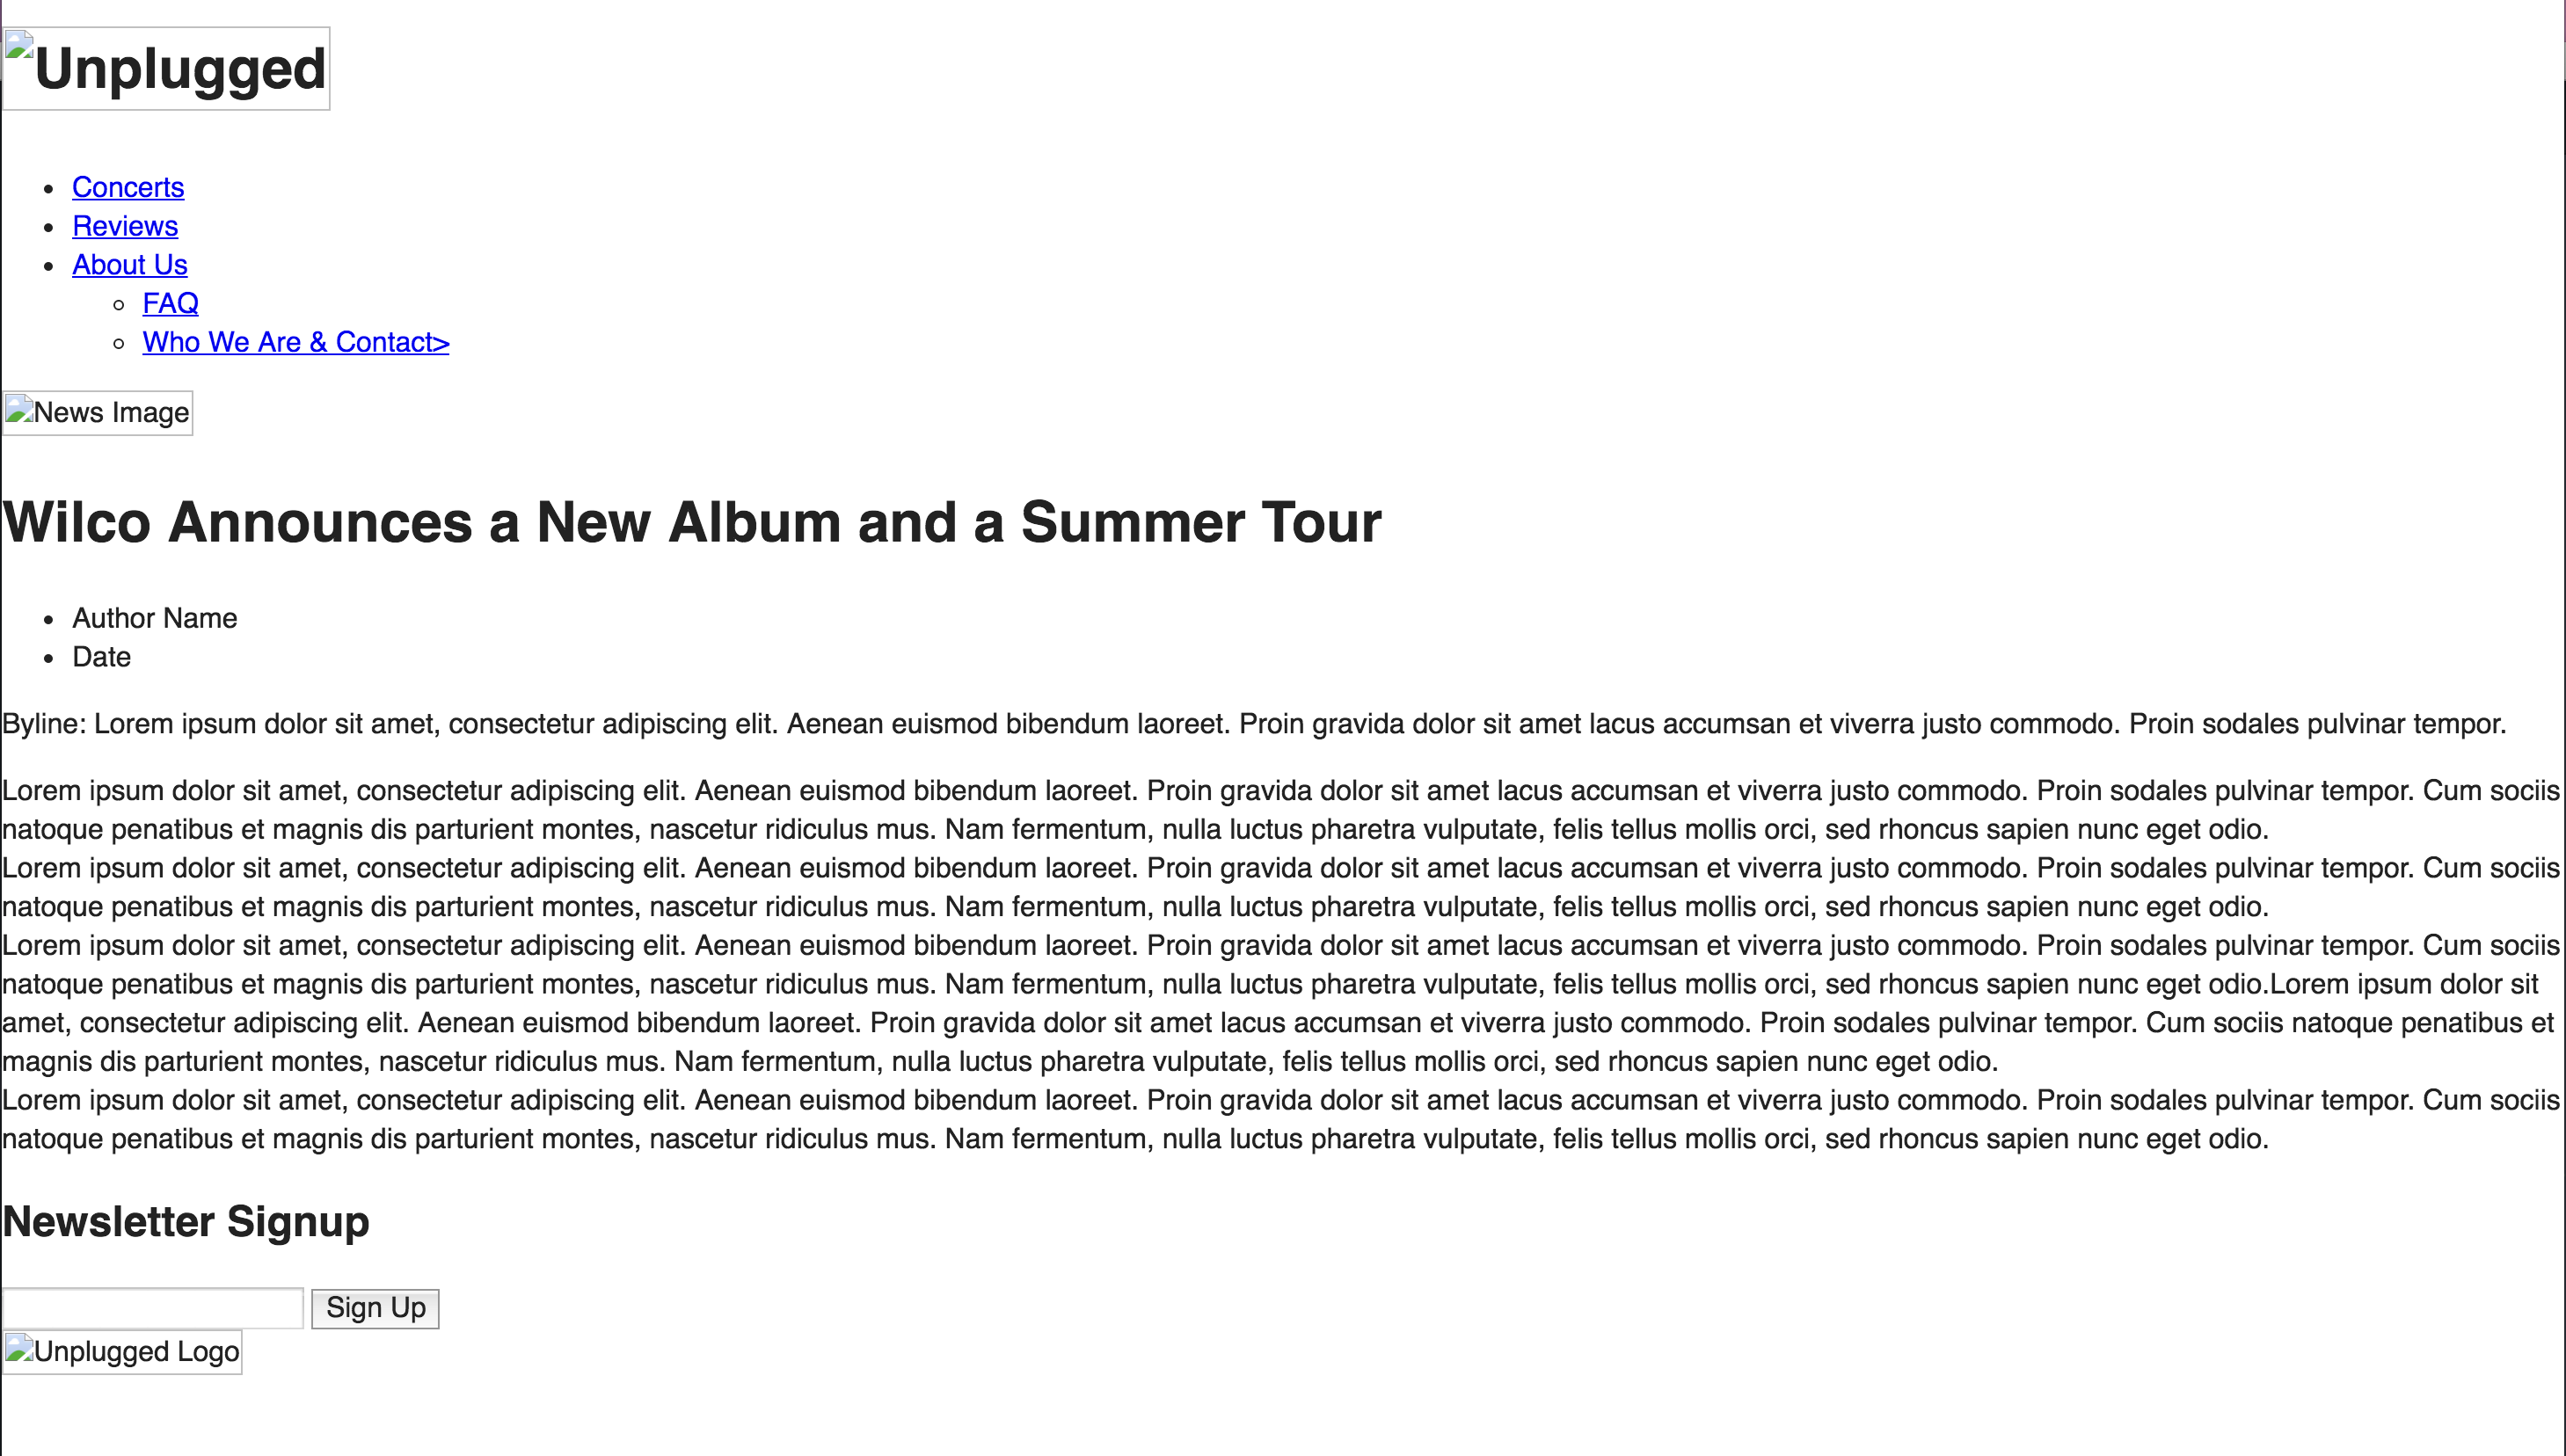 Unplugged
Concerts
Reviews
About Us
FAQ
Who We Are & Contact>
News Image
Wilco Announces a New Album and a Summer Tour
Author Name
Date
Byline: Lorem ipsum dolor sit amet, consectetur adipiscing elit. Aenean euismod bibendum laoreet. Proin gravida dolor sit amet lacus accumsan et viverra justo commodo. Proin sodales pulvinar tempor.
Lorem ipsum dolor sit amet, consectetur adipiscing elit. Aenean euismod bibendum laoreet. Proin gravida dolor sit amet lacus accumsan et viverra justo commodo. Proin sodales pulvinar tempor. Cum sociis
natoque penatibus et magnis dis parturient montes, nascetur ridiculus mus. Nam fermentum, nulla luctus pharetra vulputate, felis tellus mollis orci, sed rhoncus sapien nunc eget odio.
Lorem ipsum dolor sit amet, consectetur adipiscing elit. Aenean euismod bibendum laoreet. Proin gravida dolor sit amet lacus accumsan et viverra justo commodo. Proin sodales pulvinar tempor. Cum sociis
natoque penatibus et magnis dis parturient montes, nascetur ridiculus mus. Nam fermentum, nulla luctus pharetra vulputate, felis tellus mollis orci, sed rhoncus sapien nunc eget odio.
Lorem ipsum dolor sit amet, consectetur adipiscing elit. Aenean euismod bibendum laoreet. Proin gravida dolor sit amet lacus accumsan et viverra justo commodo. Proin sodales pulvinar tempor. Cum sociis
natoque penatibus et magnis dis parturient montes, nascetur ridiculus mus. Nam fermentum, nulla luctus pharetra vulputate, felis tellus mollis orci, sed rhoncus sapien nunc eget odio.Lorem ipsum dolor sit
amet, consectetur adipiscing elit. Aenean euismod bibendum laoreet. Proin gravida dolor sit amet lacus accumsan et viverra justo commodo. Proin sodales pulvinar tempor. Cum sociis natoque penatibus et
magnis dis parturient montes, nascetur ridiculus mus. Nam fermentum, nulla luctus pharetra vulputate, felis tellus mollis orci, sed rhoncus sapien nunc eget odio.
Lorem ipsum dolor sit amet, consectetur adipiscing elit. Aenean euismod bibendum laoreet. Proin gravida dolor sit amet lacus accumsan et viverra justo commodo. Proin sodales pulvinar tempor. Cum sociis
natoque penatibus et magnis dis parturient montes, nascetur ridiculus mus. Nam fermentum, nulla luctus pharetra vulputate, felis tellus mollis orci, sed rhoncus sapien nunc eget odio.
Newsletter Signup
Sign Up
Unplugged Logo